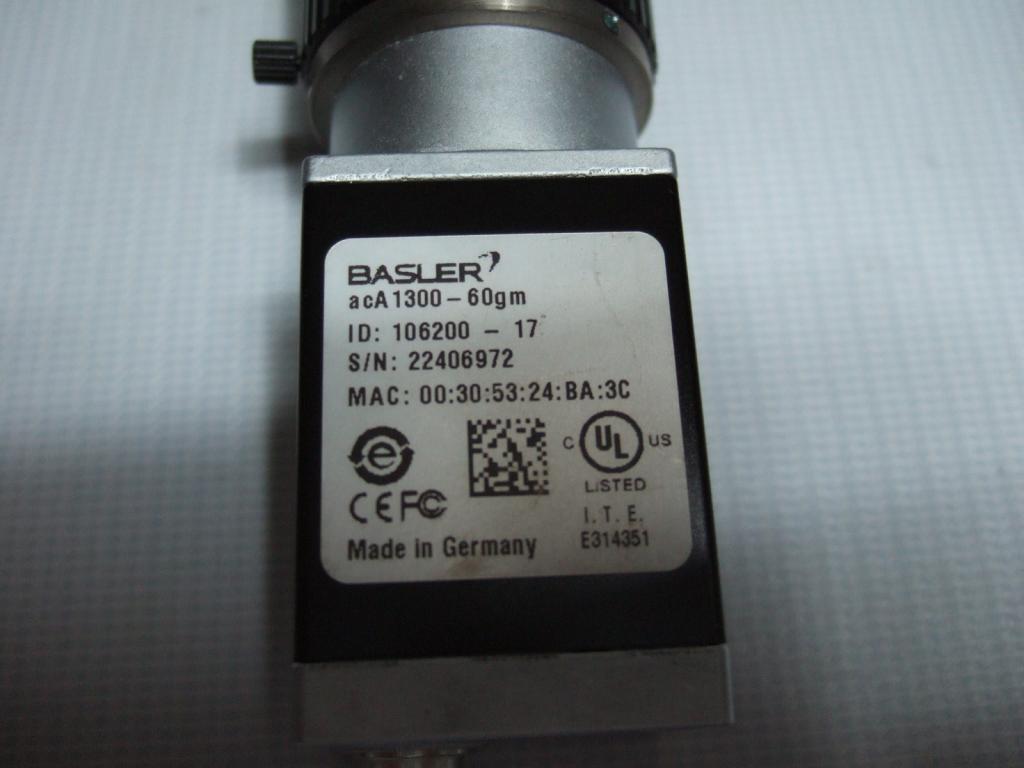 BASLER
acA1300-60gm
ID: 106200 - 17
S/N: 22406972
MAC: 00:30:53:24:BA:3C
C UL US
LISTED
CE FC
I. T. E.
Made in Germany
E314351